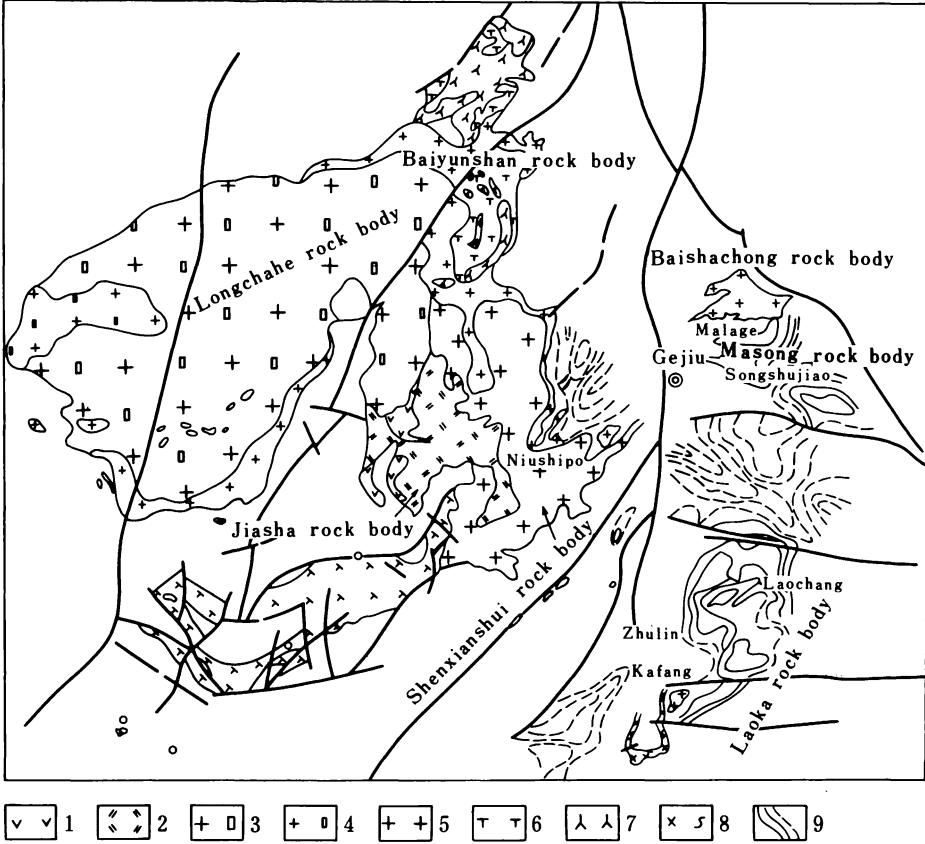 Baiyunshan rock body
Longchahe rock body
Baishachong rock body
Malage
Gejiu
Masong rock body
Songshujiao
Niushipo
Jiasha rock body
Shenxianshui rock body
Laochang
Zhulin
Kafang
Laoka rock body
1
2
3
4
5
6
7
8
9